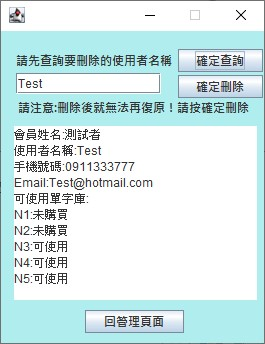 請先查詢要刪除的使用者名稱
確定查詢
Test
確定刪除
請注意:刪除後就無法再復原！請按確定刪除
會員姓名:測試者
使用者名稱:Test
手機號碼:0911333777
Email:Test@hotmail.com
可使用單字庫:
N1:未購買
N2:未購買
N3:可使用
N4:可使用
N5:可使用
回管理頁面